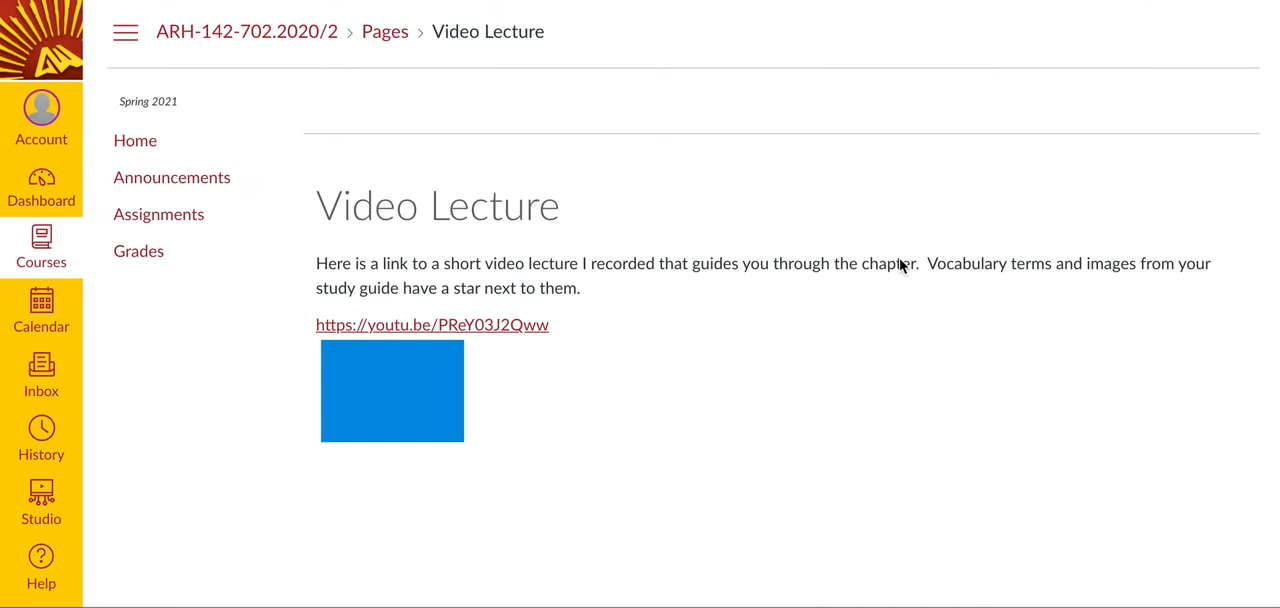 ARH-142-702.2020/2 > Pages > Video Lecture
Spring 2021
Account
Dashboard
Courses
Calendar
Inbox
History
Studio
Help
Home
Announcements
Assignments
Grades
Video Lecture
Here is a link to a short video lecture I recorded that guides you through the chapter. Vocabulary terms and images from your
study guide have a star next to them.
https://youtu.be/PReY03J2Qww